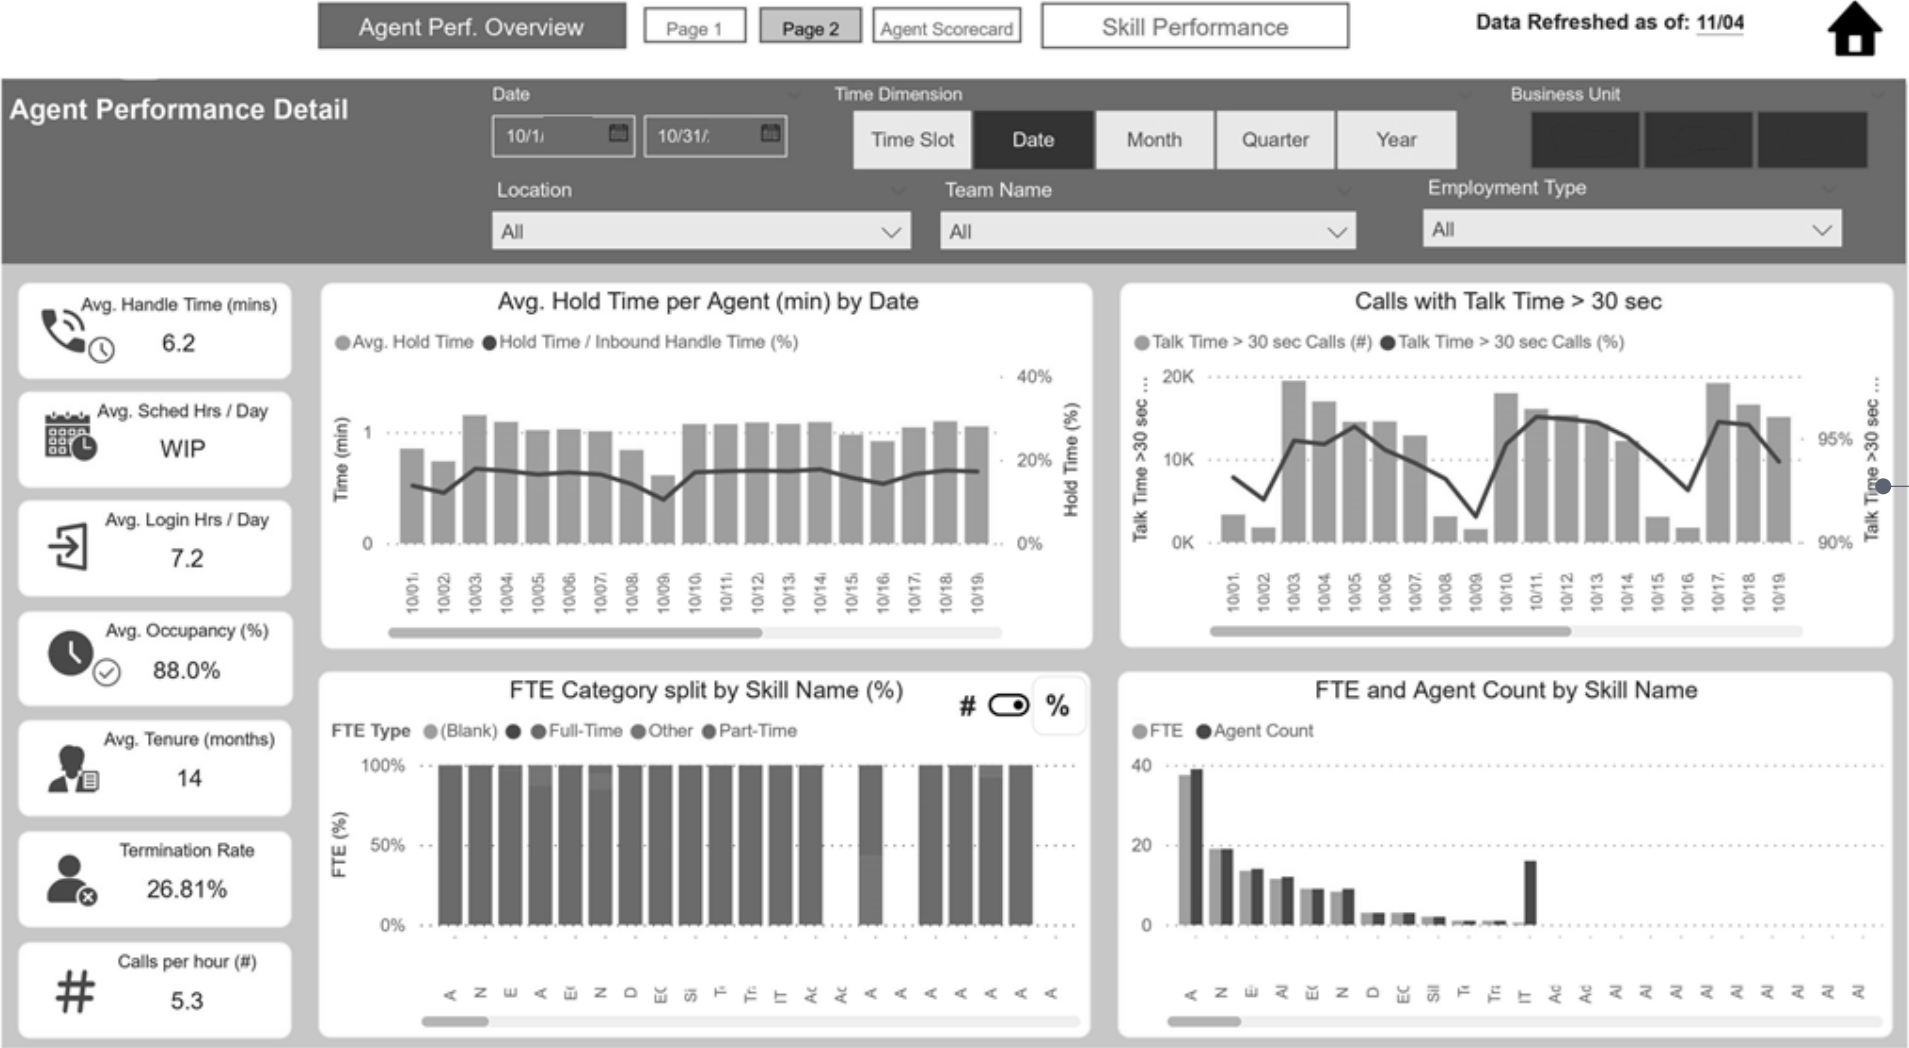 Agent Perf. Overview
Page 1
Page 2
Agent Scorecard
Skill Performance
Data Refreshed as of: 11/04
Agent Performance Detail
Date
10/1/
10/31/
Time Dimension
Time Slot
Date
Month
Quarter
Year
Business Unit
Location
All
Team Name
All
Employment Type
All
Avg. Handle Time (mins)
6.2
Avg. Sched Hrs / Day
WIP
Avg. Login Hrs / Day
7.2
Avg. Occupancy (%)
88.0%
Avg. Tenure (months)
14
Termination Rate
26.81%
Calls per hour (#)
5.3
Avg. Hold Time per Agent (min) by Date
Avg. Hold Time Hold Time / Inbound Handle Time (%)
Time (min)
1
0
40%
20%
0%
Hold Time (%)
10/01/ 10/02/ 10/03/ 10/04/ 10/05/ 10/06/ 10/07/ 10/08/ 10/09/ 10/10/ 10/11/ 10/12/ 10/13/ 10/14/ 10/15/ 10/16/ 10/17/ 10/18/ 10/19/
Calls with Talk Time > 30 sec
Talk Time > 30 sec Calls (#) Talk Time > 30 sec Calls (%)
Talk Time >30 sec ...
20K
10K
0K
95%
90%
Talk Time >30 sec ...
10/01 10/02 10/03 10/04 10/05 10/06 10/07 10/08 10/09 10/10 10/11 10/12 10/13 10/14 10/15 10/16 10/17 10/18 10/19
FTE Category split by Skill Name (%)
# %
FTE Type (Blank) Full-Time Other Part-Time
FTE (%)
100%
50%
0%
A N E A N D Si IT A A A A A A A
FTE and Agent Count by Skill Name
FTE Agent Count
40
20
0
A N N D IT